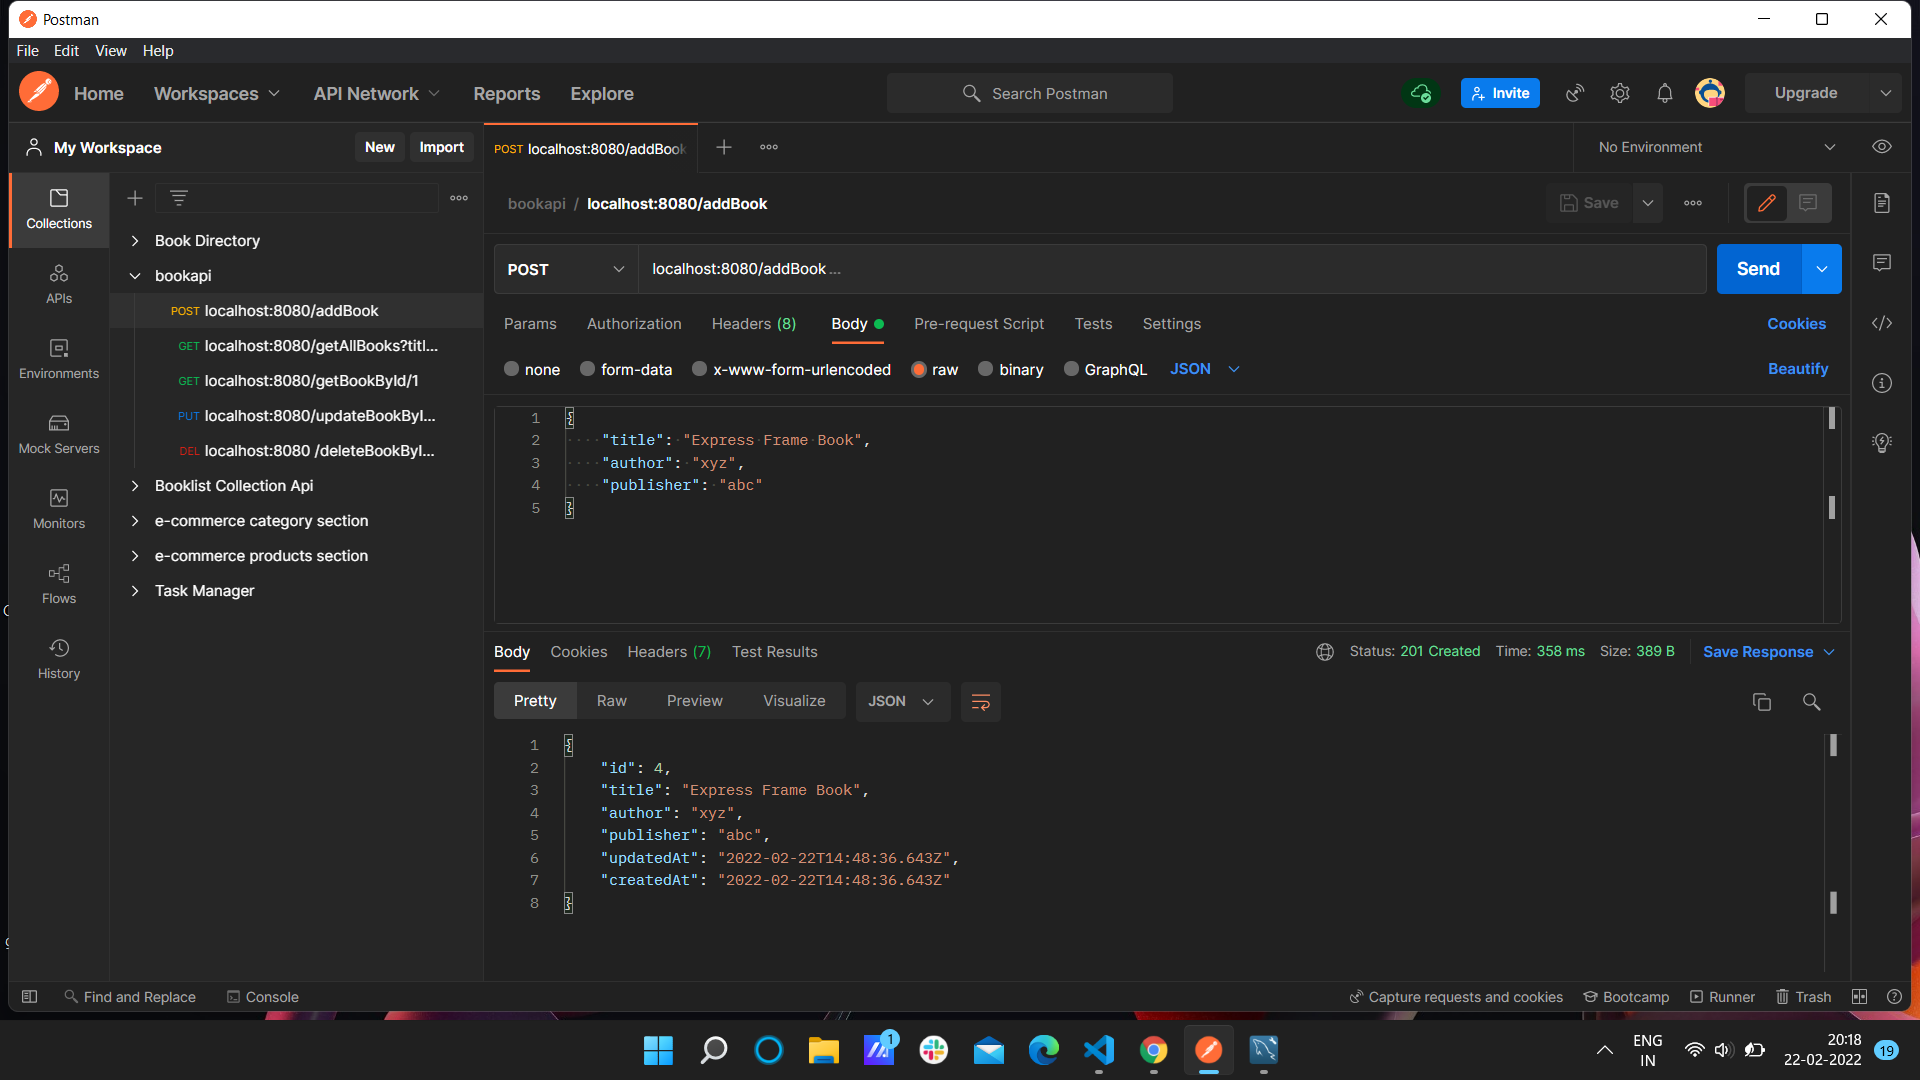 Postman
File Edit View Help
Home Workspaces API Network Reports Explore Search Postman Invite Upgrade
My Workspace New Import POST localhost:8080/addBook No Environment
bookapi / localhost:8080/addBook Save
Collections
APIs
Environments
Mock Servers
Monitors
Flows
History
Book Directory
bookapi
POST localhost:8080/addBook
GET localhost:8080/getAllBooks?titl...
GET localhost:8080/getBookById/1
PUT localhost:8080/updateBookByI...
DEL localhost:8080 /deleteBookByI...
Booklist Collection Api
e-commerce category section
e-commerce products section
Task Manager
POST localhost:8080/addBook ... Send
Params Authorization Headers (8) Body Pre-request Script Tests Settings Cookies
none form-data x-www-form-urlencoded raw binary GraphQL JSON Beautify
1 {
2 "title": "Express Frame Book",
3 "author": "xyz",
4 "publisher": "abc"
5 }
Body Cookies Headers (7) Test Results Status: 201 Created Time: 358 ms Size: 389 B Save Response
Pretty Raw Preview Visualize JSON
1 {
2 "id": 4,
3 "title": "Express Frame Book",
4 "author": "xyz",
5 "publisher": "abc",
6 "updatedAt": "2022-02-22T14:48:36.643Z",
7 "createdAt": "2022-02-22T14:48:36.643Z"
8 }
Find and Replace Console Capture requests and cookies Bootcamp Runner Trash
1
ENG
IN
20:18
22-02-2022
19